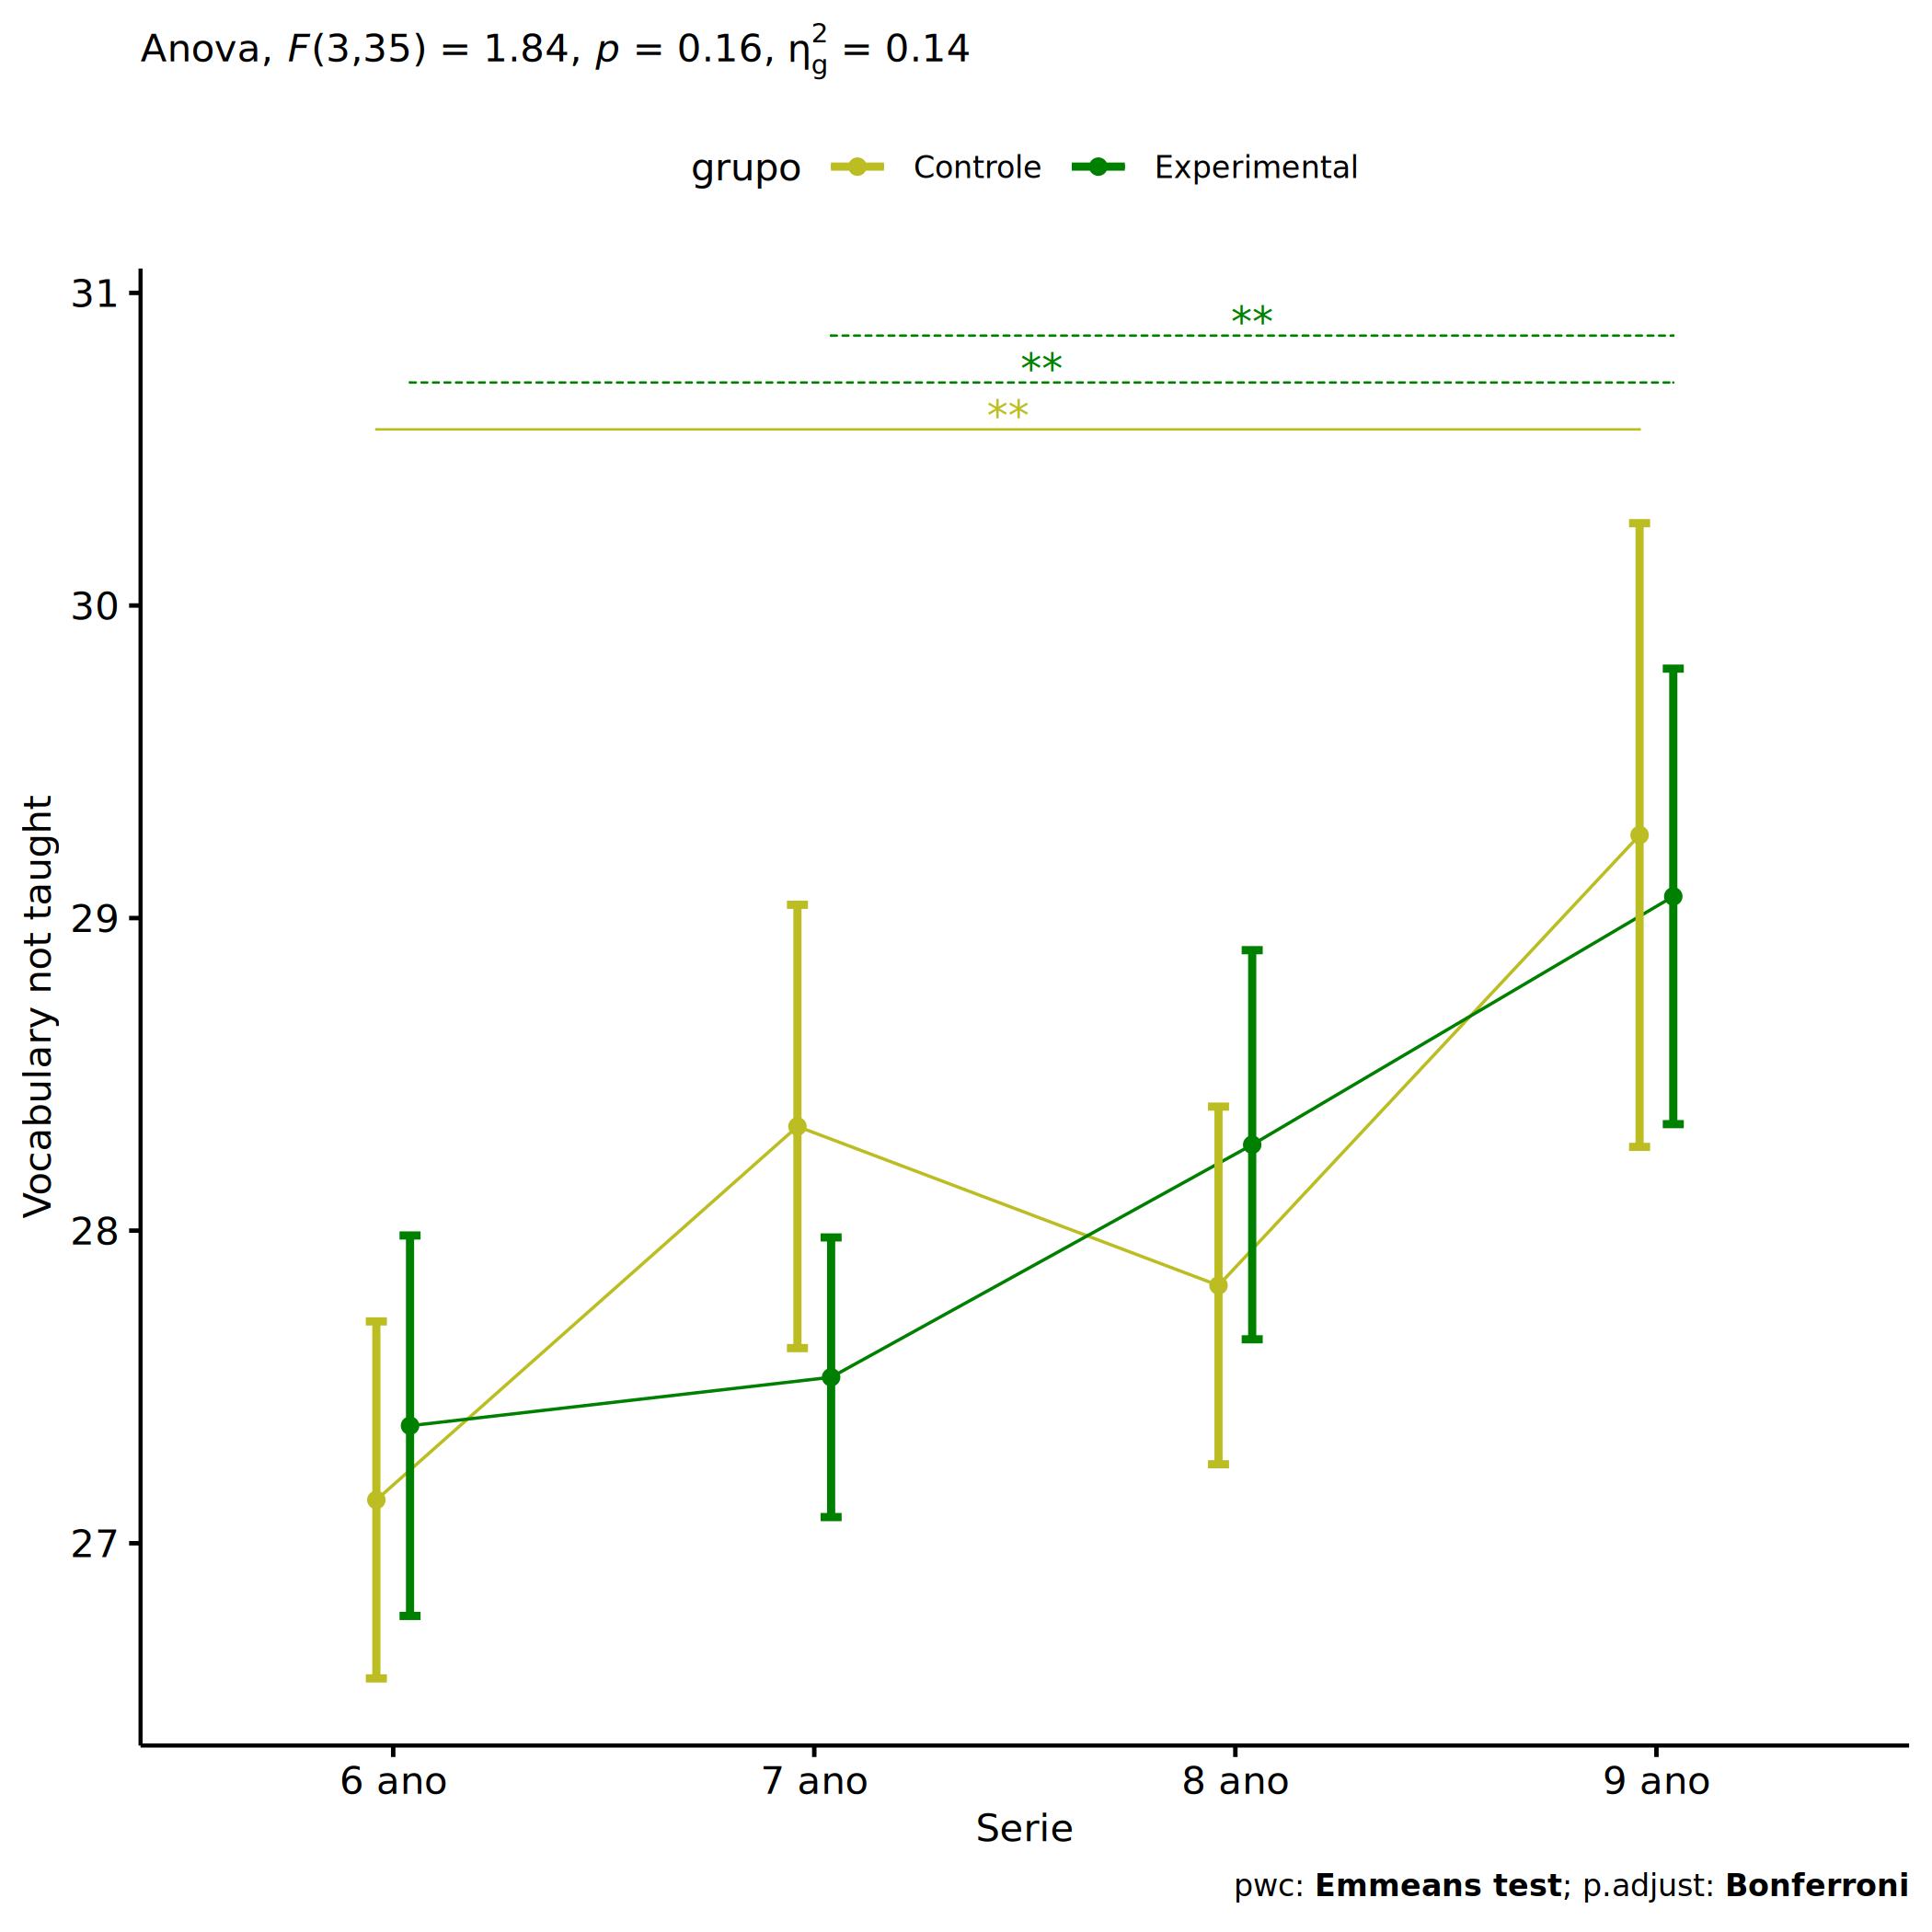 Anova, F(3,35) = 1.84, p = 0.16, η²g = 0.14
grupo Controle Experimental
31
**
**
**
30
29
28
27
Vocabulary not taught
6 ano 7 ano 8 ano 9 ano
Serie
pwc: Emmeans test; p.adjust: Bonferroni